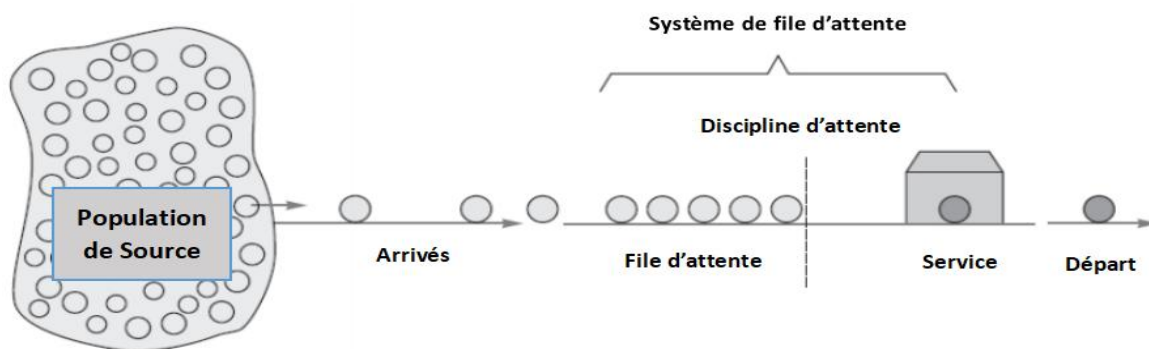 Système de file d'attente
Discipline d'attente
Population
de Source
Arrivés
File d'attente
Service
Départ